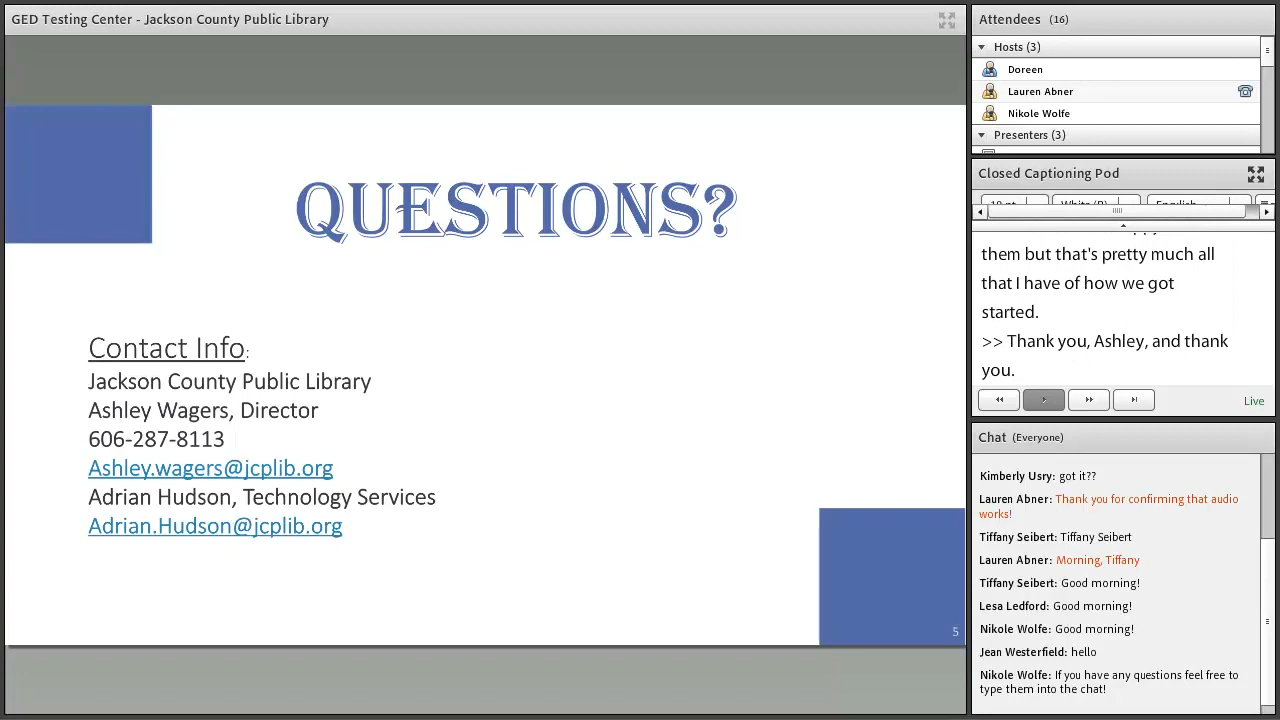 GED Testing Center - Jackson County Public Library
QUESTIONS?
Contact Info:
Jackson County Public Library
Ashley Wagers, Director
606-287-8113
Ashley.wagers@jcplib.org
Adrian Hudson, Technology Services
Adrian.Hudson@jcplib.org
5
Attendees (16)
Hosts (3)
Doreen
Lauren Abner
Nikole Wolfe
Presenters (3)
Closed Captioning Pod
English
them but that's pretty much all
that I have of how we got
started.
>> Thank you, Ashley, and thank
you.
Live
Chat (Everyone)
Kimberly Usry: got it??
Lauren Abner: Thank you for confirming that audio
works!
Tiffany Seibert: Tiffany Seibert
Lauren Abner: Morning, Tiffany
Tiffany Seibert: Good morning!
Lesa Ledford: Good morning!
Nikole Wolfe: Good morning!
Jean Westerfield: hello
Nikole Wolfe: If you have any questions feel free to
type them into the chat!